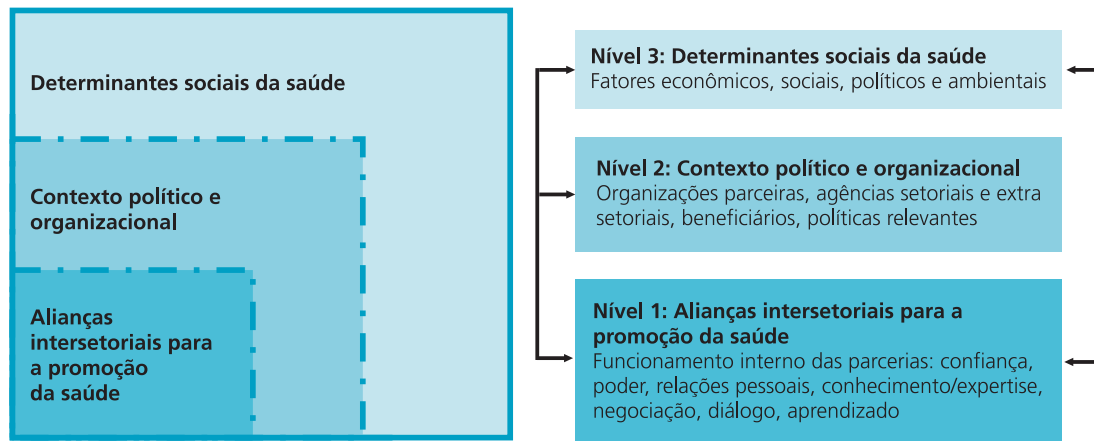 Determinantes sociais da saúde
Contexto político e
organizacional
Alianças
intersetoriais para
a promoção
da saúde
Nível 3: Determinantes sociais da saúde
Fatores econômicos, sociais, políticos e ambientais
Nível 2: Contexto político e organizacional
Organizações parceiras, agências setoriais e extra
setoriais, beneficiários, políticas relevantes
Nível 1: Alianças intersetoriais para a
promoção da saúde
Funcionamento interno das parcerias: confiança,
poder, relações pessoais, conhecimento/expertise,
negociação, diálogo, aprendizado